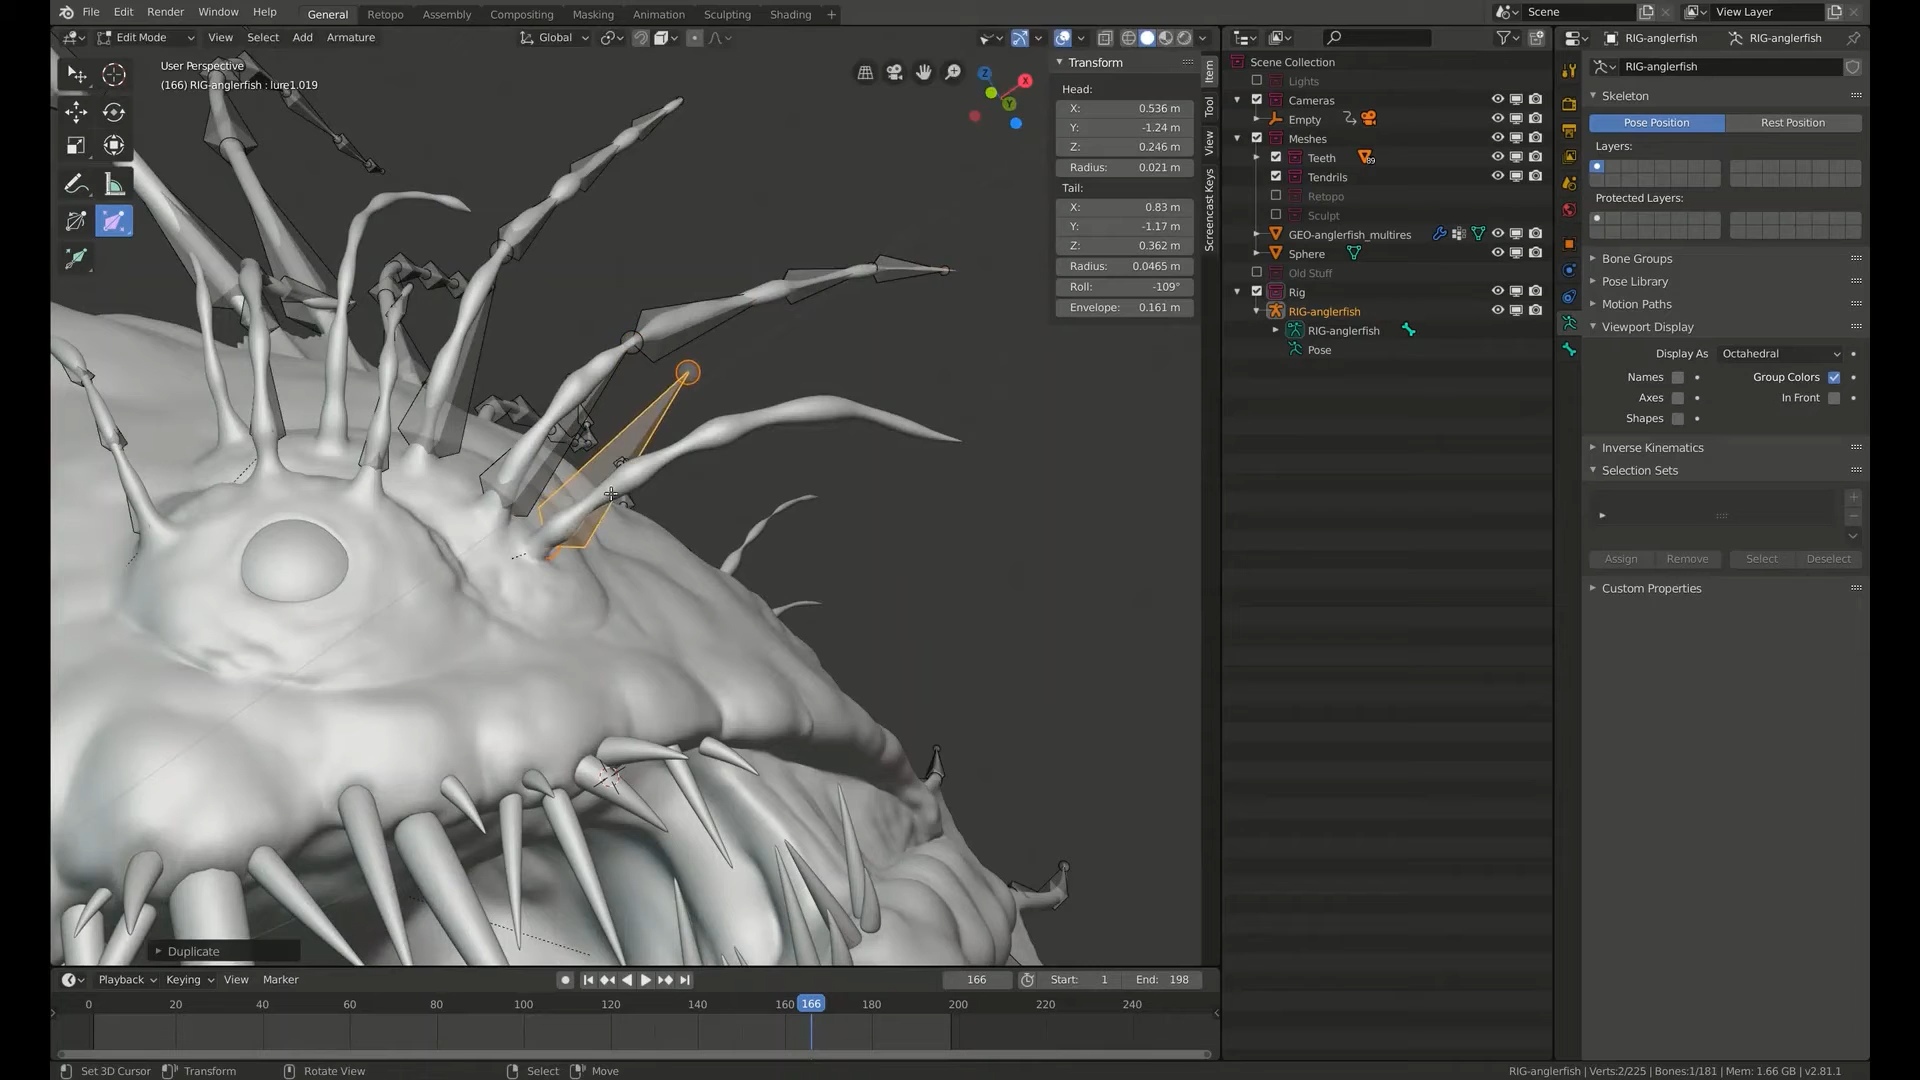 File Edit Render Window Help General Retopo Assembly Compositing Masking Animation Sculpting Shading + Scene View Layer
Edit Mode View Select Add Armature Global
RIG-anglerfish RIG-anglerfish
User Perspective
(166) RIG-anglerfish : lure1.019
Z X Y
Transform
Head:
X: 0.536 m
Y: -1.24 m
Z: 0.246 m
Radius: 0.021 m
Tail:
X: 0.83 m
Y: -1.17 m
Z: 0.362 m
Radius: 0.0465 m
Roll: -109°
Envelope: 0.161 m
Item
Tool
View
Screencast Keys
Scene Collection
Lights
Cameras
Empty
Meshes
Teeth 89
Tendrils
Retopo
Sculpt
GEO-anglerfish_multires
Sphere
Old Stuff
Rig
RIG-anglerfish
RIG-anglerfish
Pose
RIG-anglerfish
Skeleton
Pose Position Rest Position
Layers:
Protected Layers:
Bone Groups
Pose Library
Motion Paths
Viewport Display
Display As Octahedral
Names Group Colors
Axes In Front
Shapes
Inverse Kinematics
Selection Sets
Assign Remove Select Deselect
Custom Properties
Duplicate
Playback Keying View Marker 166 Start: 1 End: 198
0 20 40 60 80 100 120 140 160 166 180 200 220 240
Set 3D Cursor Transform Rotate View Select Move RIG-anglerfish | Verts:2/225 | Bones:1/181 | Mem: 1.66 GB | v2.81.1